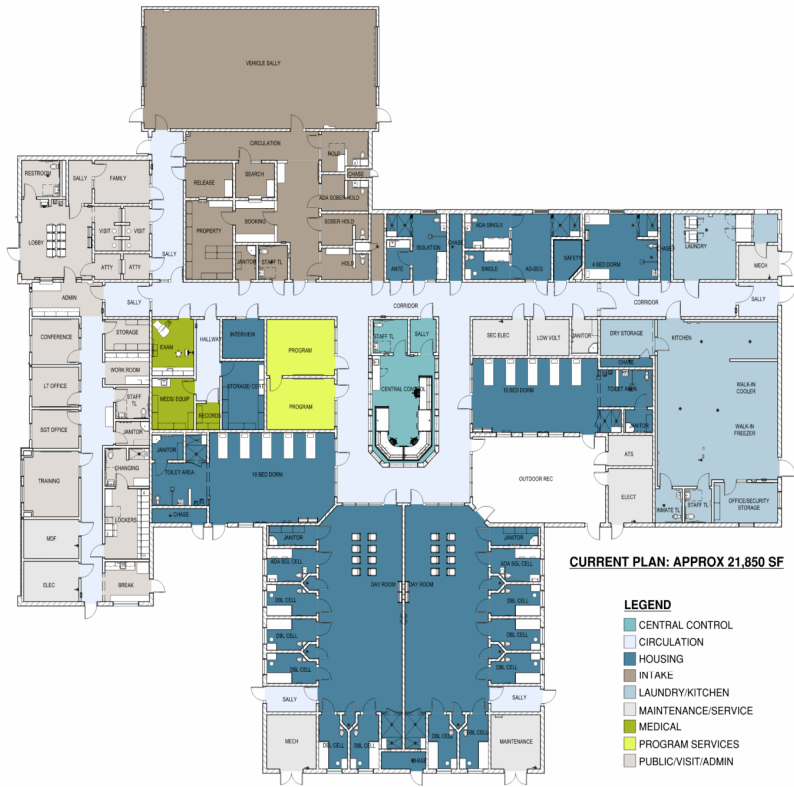 VEHICLE SALLY
CIRCULATION
HOLD
RESTROOM
SALLY
FAMILY
RELEASE
SEARCH
CHASE
ADA SOBER HOLD
LOBBY
VISIT
VISIT
PROPERTY
BOOKING
SOBER HOLD
ISOLATION
CHASE
ADA SINGLE
LAUNRY
SALLY
JANITOR
STAFF TL
HOLD
ANTE
SINGLE
AD-SEG
SAFETY
4 BED DORM
CHASE
MECH
ATTY
ATTY
ADMIN
SALLY
CORRIDOR
CORRIDOR
SALLY
CONFERENCE
STORAGE
EXAM
HALLWAY
INTERVIEW
PROGRAM
STAFF TL
SALLY
SEC ELEC
LOW VOLT
JANITOR
DRY STORAGE
KITCHEN
LT OFFICE
WORK ROOM
CHASE
WALK-IN
COOLER
MEDS/ EQUIP
STORAGE/ CERT
CENTRAL CONTROL
10 BED DORM
TOILET AREA
STAFF
TL
RECORDS
PROGRAM
SGT OFFICE
JANITOR
JANITOR
WALK-IN
FREEZER
CHANGING
JANITOR
TOILET AREA
10 BED DORM
ATS
TRAINING
OUTDOOR REC
ELECT
INMATE TL
STAFF TL
OFFICE/SECURITY
STORAGE
LOCKERS
CHASE
MDF
JANITOR
JANITOR
ADA SGL CELL
ADA SGL CELL
ELEC
BREAK
DAY ROOM
DAY ROOM
DBL CELL
DBL CELL
DBL CELL
DBL CELL
DBL CELL
DBL CELL
SALLY
SALLY
MECH
DBL CELL
DBL CELL
DBL CELL
DBL CELL
MAINTENANCE
CHASE
CURRENT PLAN: APPROX 21,850 SF
LEGEND
CENTRAL CONTROL
CIRCULATION
HOUSING
INTAKE
LAUNDRY/KITCHEN
MAINTENANCE/SERVICE
MEDICAL
PROGRAM SERVICES
PUBLIC/VISIT/ADMIN